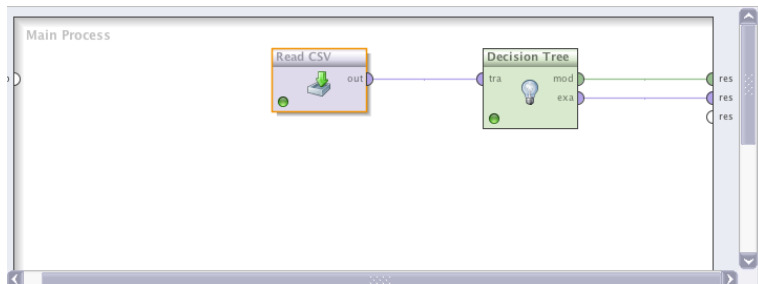 Main Process
Read CSV
out
Decision Tree
tra
mod
exa
res
res
res